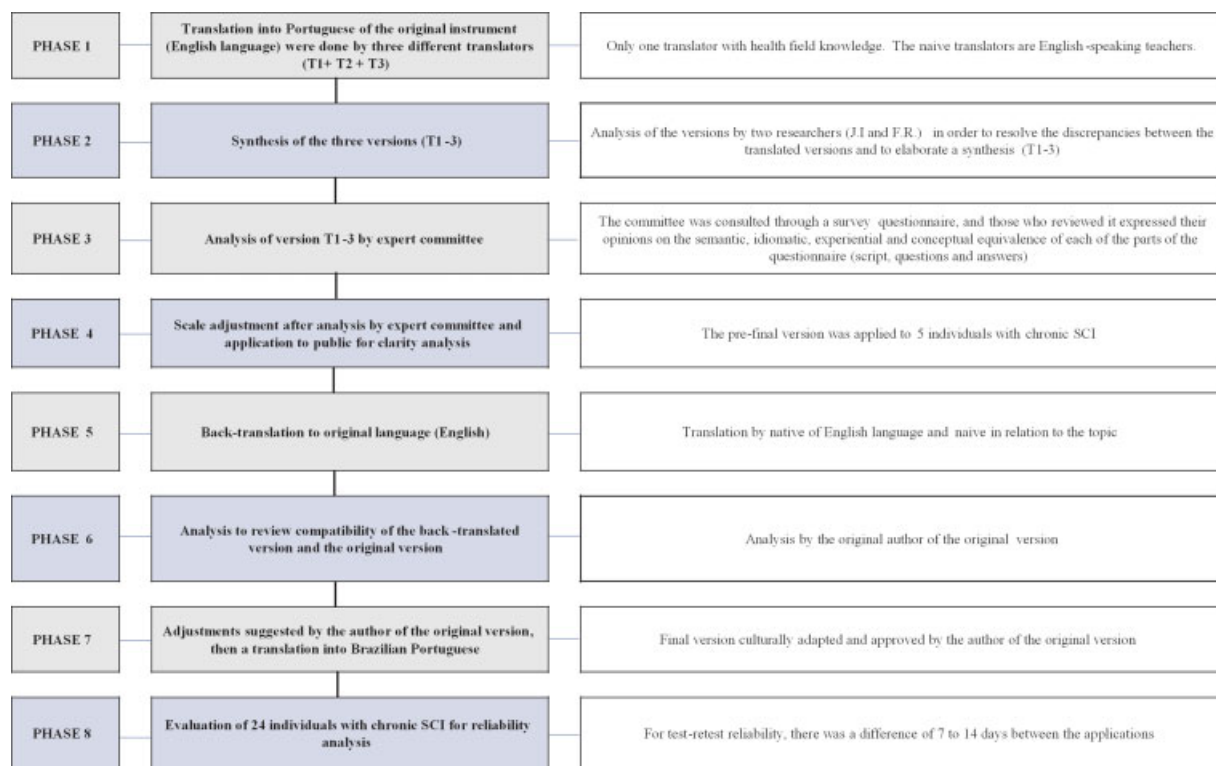 PHASE 1
Translation into Portuguese of the original instrument
(English language) were done by three different translators
(T1+ T2 + T3)
Only one translator with health field knowledge. The naive translators are English-speaking teachers.
PHASE 2
Synthesis of the three versions (T1-3)
Analysis of the versions by two researchers (J.I and F.R.) in order to resolve the discrepancies between the
translated versions and to elaborate a synthesis (T1-3)
PHASE 3
Analysis of version T1-3 by expert committee
The committee was consulted through a survey questionnaire, and those who reviewed it expressed their
opinions on the semantic, idiomatic, experiential and conceptual equivalence of each of the parts of the
questionnaire (script, questions and answers)
PHASE 4
Scale adjustment after analysis by expert committee and
application to public for clarity analysis
The pre-final version was applied to 5 individuals with chronic SCI
PHASE 5
Back-translation to original language (English)
Translation by native of English language and naive in relation to the topic
PHASE 6
Analysis to review compatibility of the back-translated
version and the original version
Analysis by the original author of the original version
PHASE 7
Adjustments suggested by the author of the original version,
then a translation into Brazilian Portuguese
Final version culturally adapted and approved by the author of the original version
PHASE 8
Evaluation of 24 individuals with chronic SCI for reliability
analysis
For test-retest reliability, there was a difference of 7 to 14 days between the applications